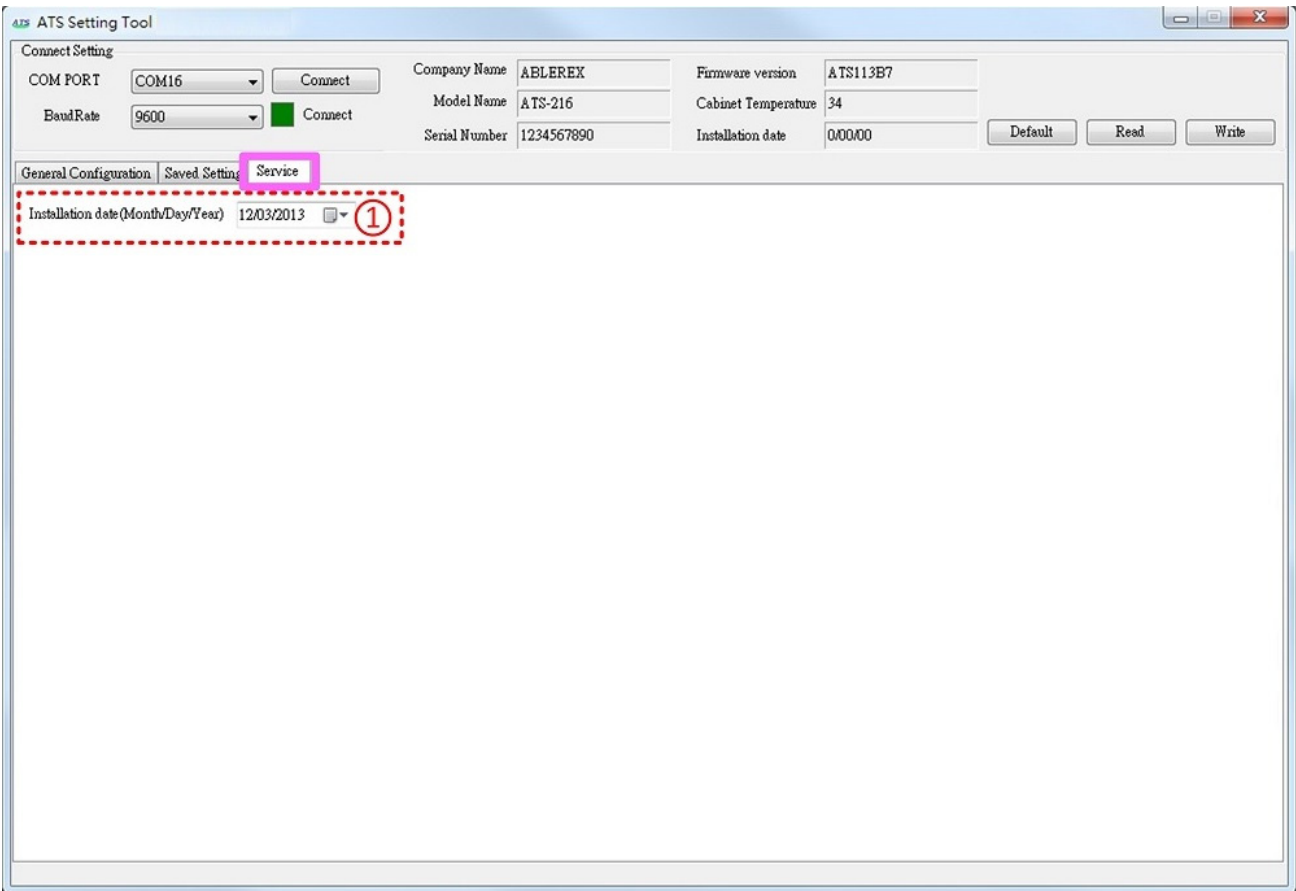 ATS ATS Setting Tool
Connect Setting
COM PORT COM16 Connect
BaudRate 9600 Connect
Company Name ABLEREX
Model Name ATS-216
Serial Number 1234567890
Firmware version ATS113B7
Cabinet Temperature 34
Installation date 0/00/00
Default Read Write
General Configuration Saved Setting Service
Installation date(Month/Day/Year) 12/03/2013 ①